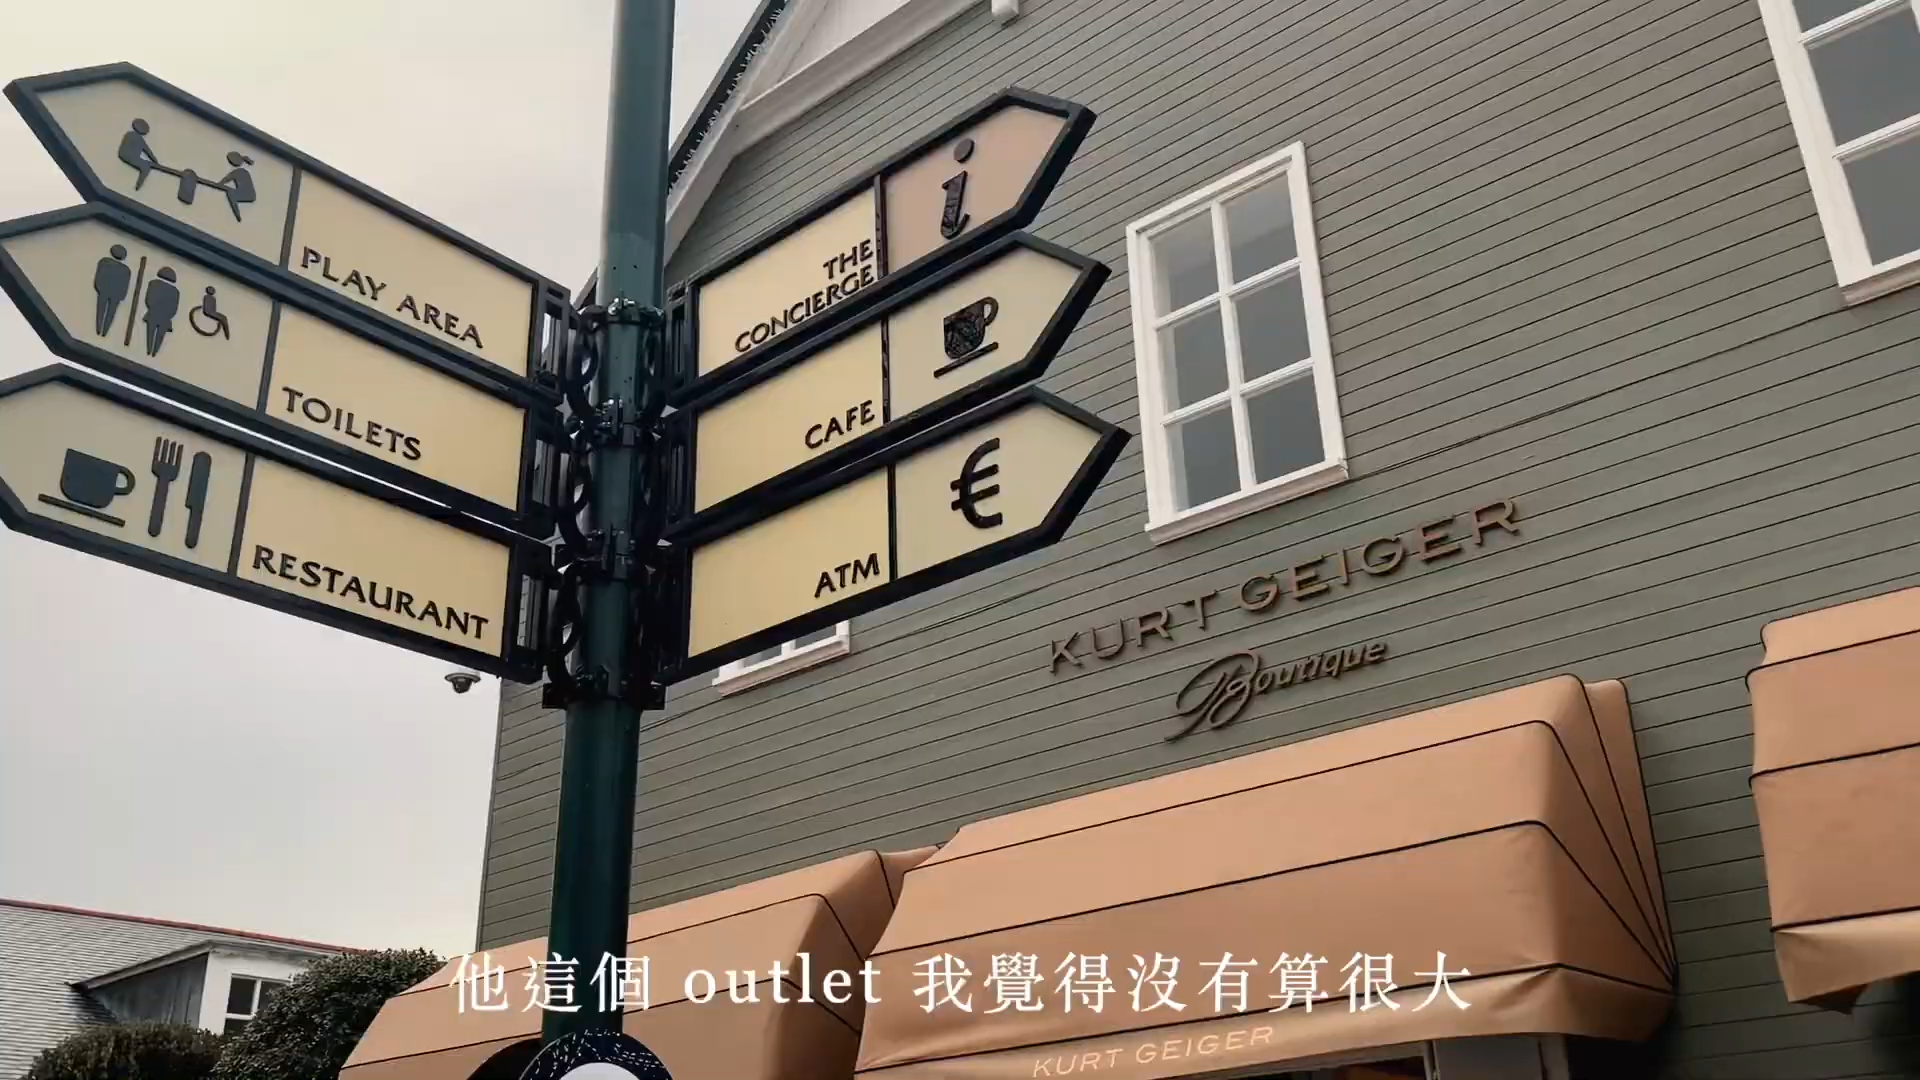 PLAY AREA
TOILETS
RESTAURANT
THE
CONCIERGE
i
CAFE
€
ATM
KURT GEIGER
Boutique
KURT GEIGER
他這個 outlet 我覺得沒有算很大